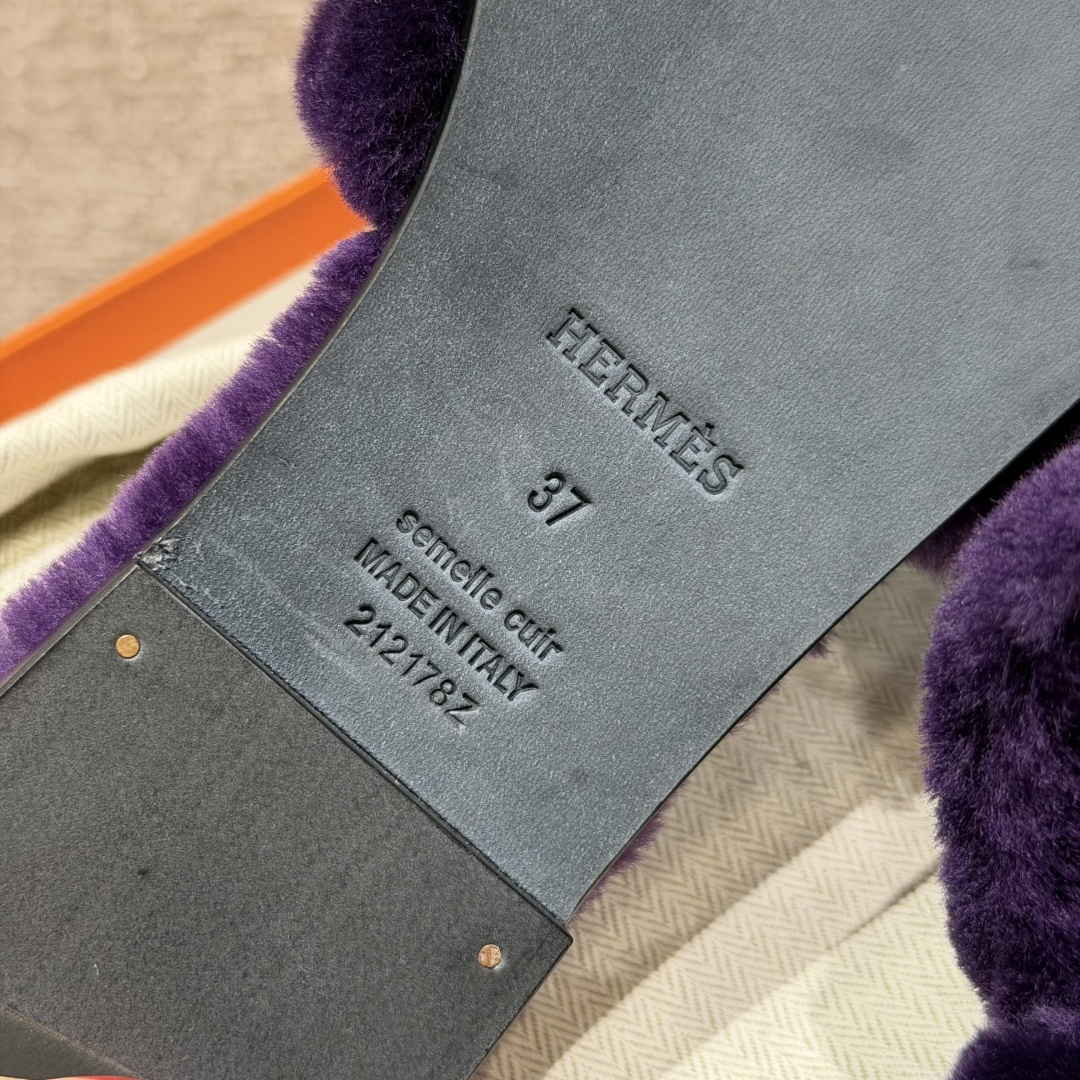 HERMÈS
37
semelle cuir
MADE IN ITALY
212178Z